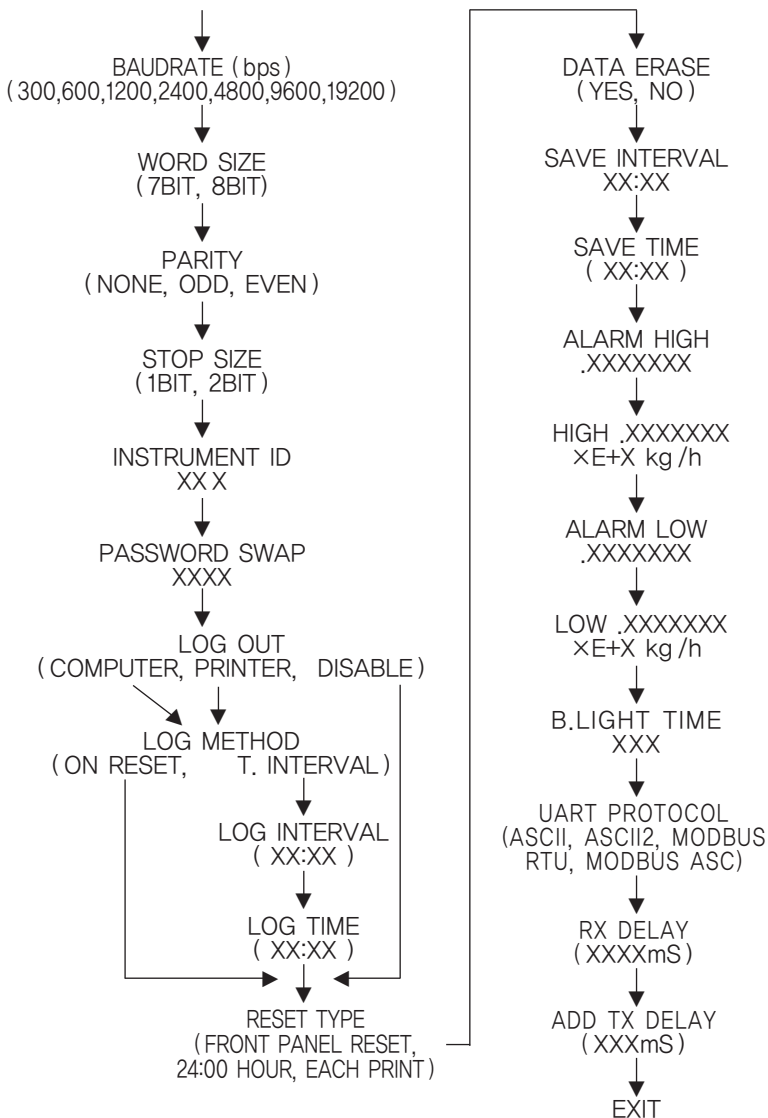 BAUDRATE (bps)
(300,600,1200,2400,4800,9600,19200)
WORD SIZE
(7BIT, 8BIT)
PARITY
(NONE, ODD, EVEN)
STOP SIZE
(1BIT, 2BIT)
INSTRUMENT ID
XX X
PASSWORD SWAP
XXXX
LOG OUT
(COMPUTER, PRINTER, DISABLE)
LOG METHOD
(ON RESET, T. INTERVAL)
LOG INTERVAL
( XX:XX )
LOG TIME
( XX:XX )
RESET TYPE
(FRONT PANEL RESET,
24:00 HOUR, EACH PRINT)
DATA ERASE
(YES, NO)
SAVE INTERVAL
XX:XX
SAVE TIME
( XX:XX )
ALARM HIGH
.XXXXXXX
HIGH .XXXXXXX
×E+X kg/h
ALARM LOW
.XXXXXXX
LOW .XXXXXXX
×E+X kg/h
B.LIGHT TIME
XXX
UART PROTOCOL
(ASCII, ASCII2, MODBUS
RTU, MODBUS ASC)
RX DELAY
(XXXXmS)
ADD TX DELAY
(XXXmS)
EXIT